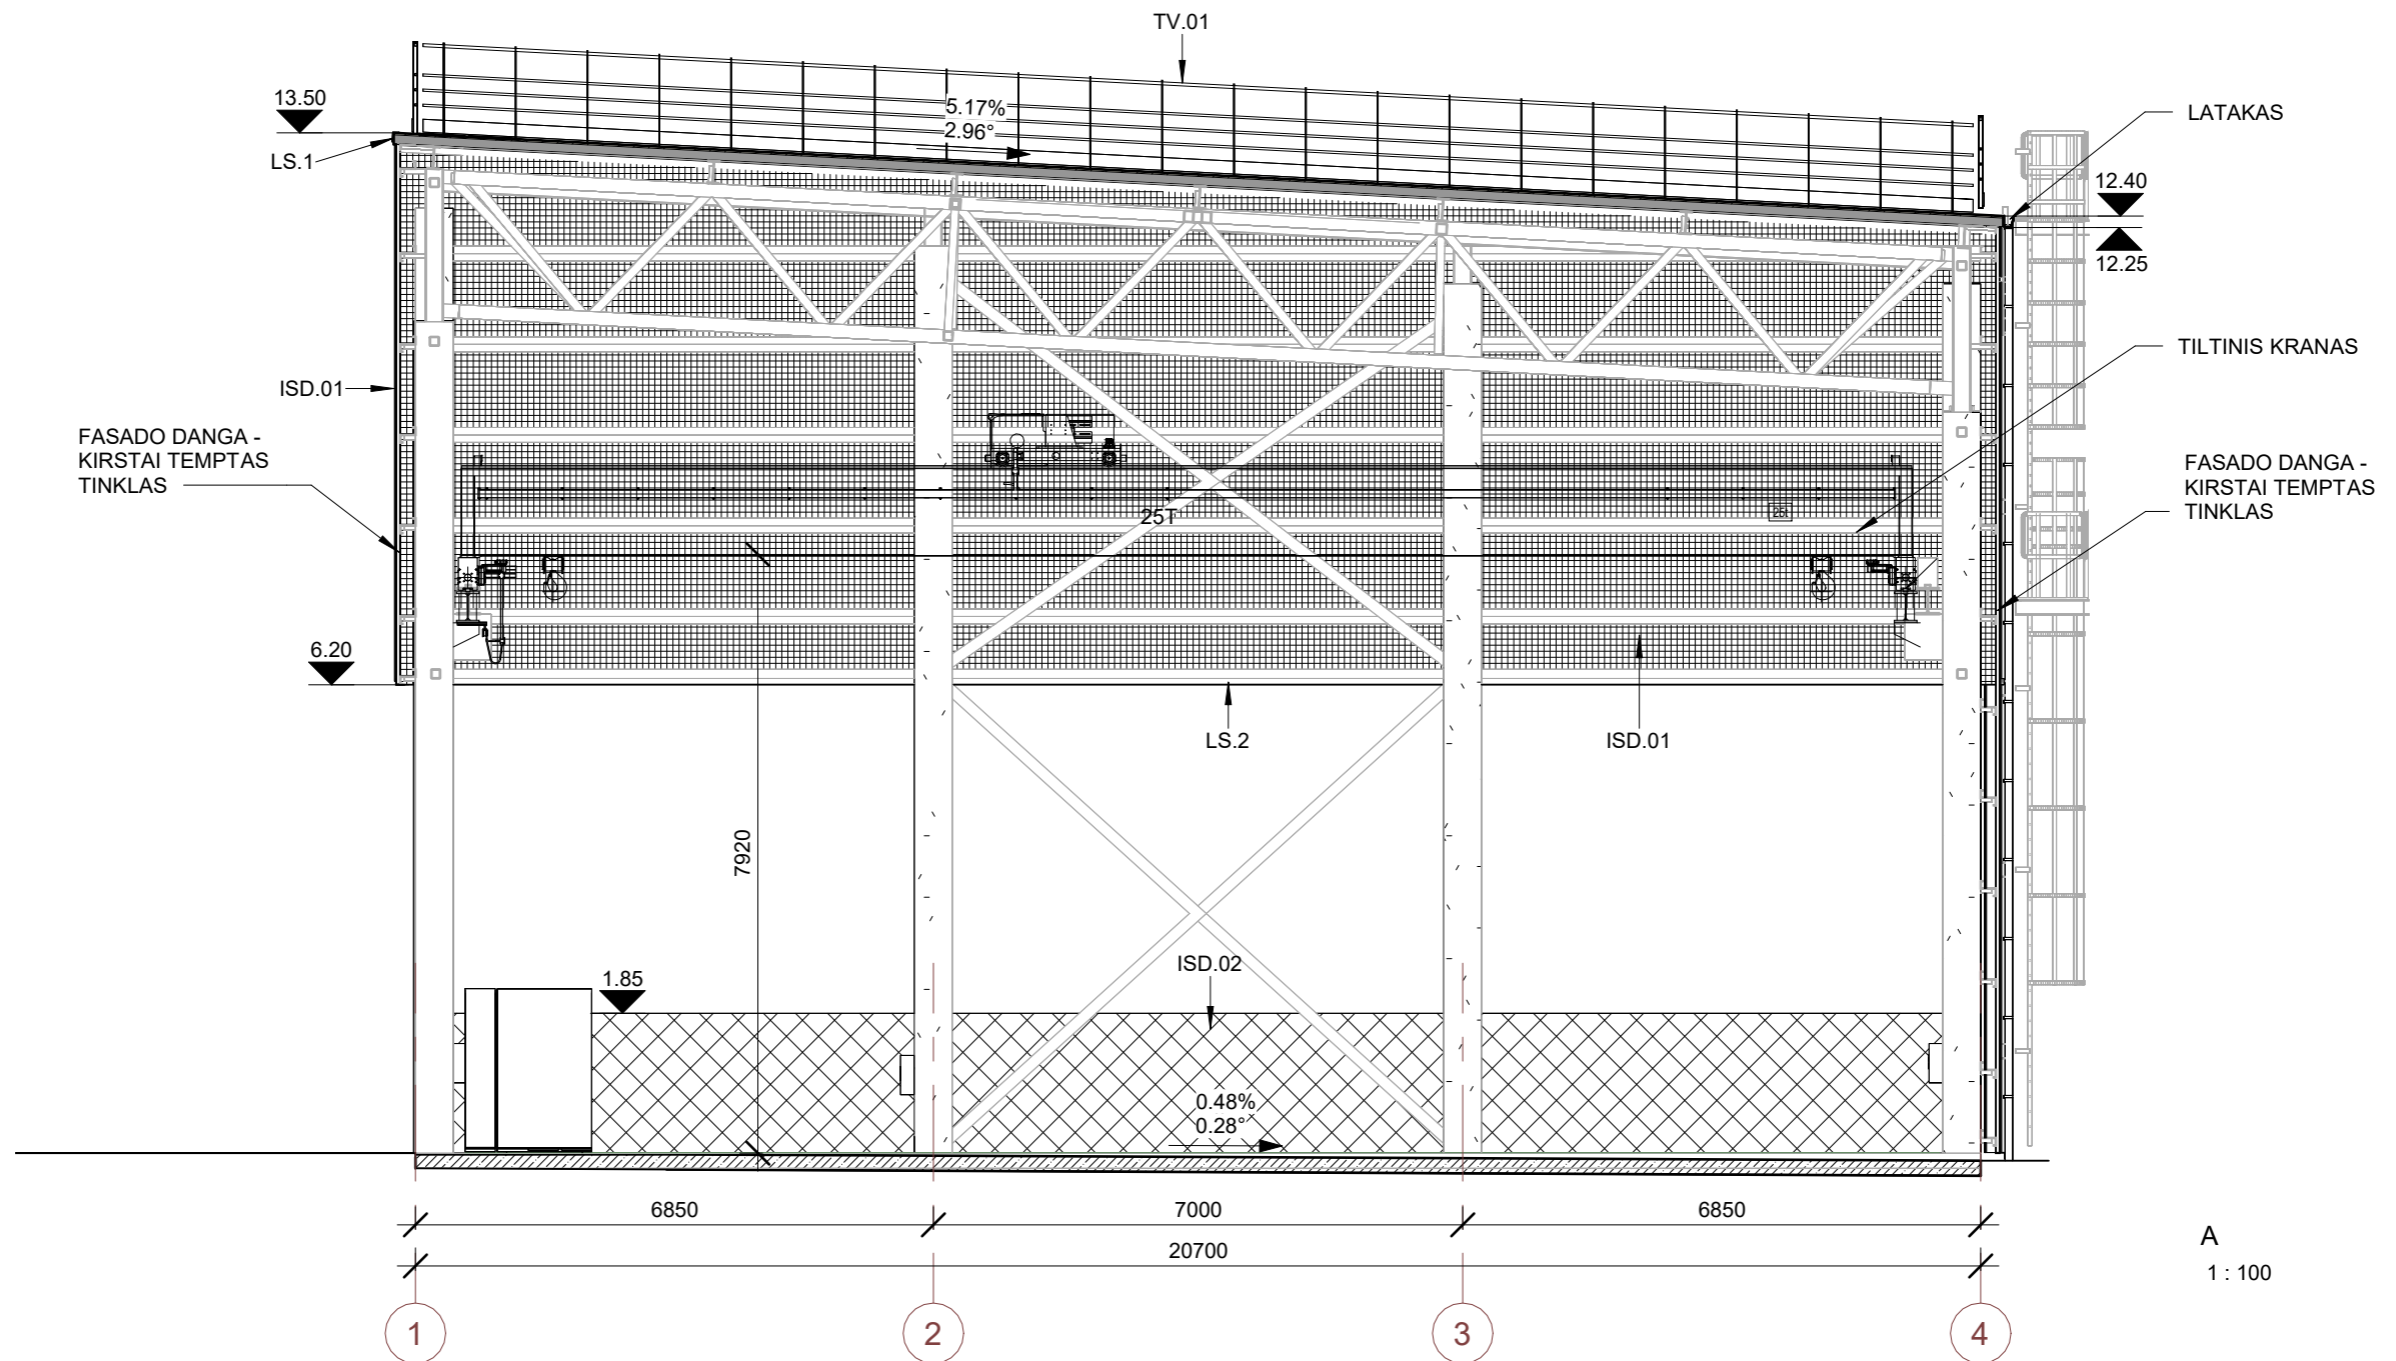 TV.01
13.50
5.17%
2.96°
LATAKAS
LS.1
12.40
12.25
TILTINIS KRANAS
ISD.01
FASADO DANGA -
KIRSTAI TEMPTAS
TINKLAS
FASADO DANGA -
KIRSTAI TEMPTAS
TINKLAS
25T
25t
6.20
LS.2
ISD.01
7920
ISD.02
1.85
0.48%
0.28°
6850
7000
6850
20700
A
1 : 100
1
2
3
4